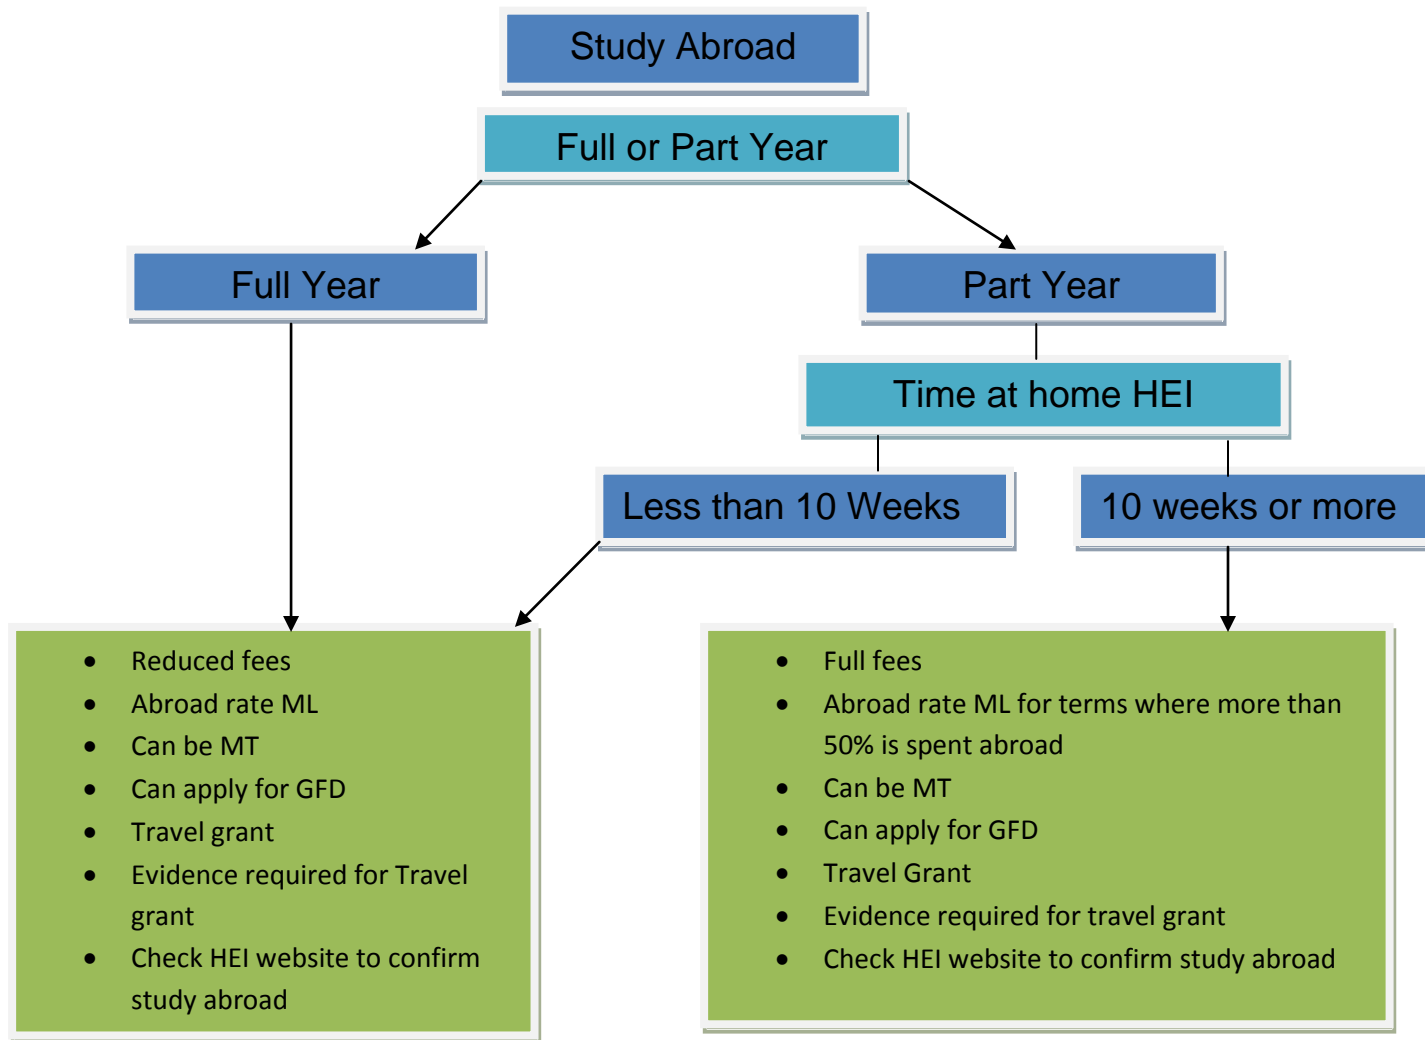 Study Abroad
Full or Part Year
Full Year
Part Year
Time at home HEI
Less than 10 Weeks
10 weeks or more
• Reduced fees
• Abroad rate ML
• Can be MT
• Can apply for GFD
• Travel grant
• Evidence required for Travel
grant
• Check HEI website to confirm
study abroad
• Full fees
• Abroad rate ML for terms where more than
50% is spent abroad
• Can be MT
• Can apply for GFD
• Travel Grant
• Evidence required for travel grant
• Check HEI website to confirm study abroad